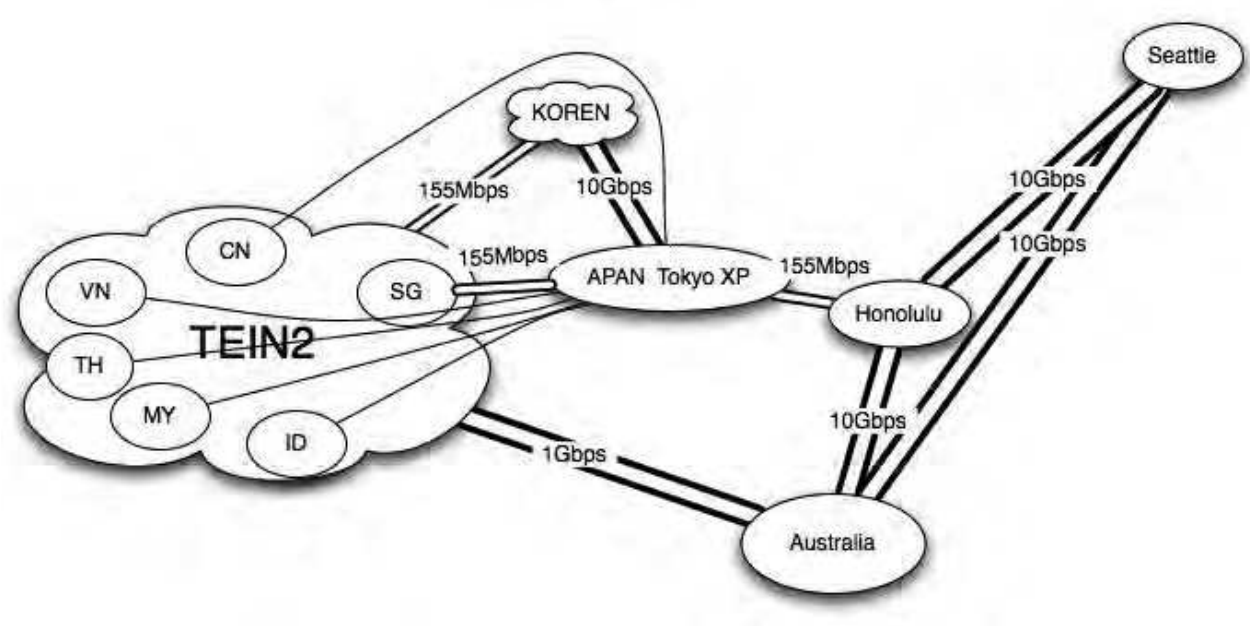 Seattle
KOREN
155Mbps
10Gbps
10Gbps
10Gbps
CN
155Mbps
APAN Tokyo XP
155Mbps
VN
SG
Honolulu
TEIN2
TH
MY
10Gbps
ID
1Gbps
Australia